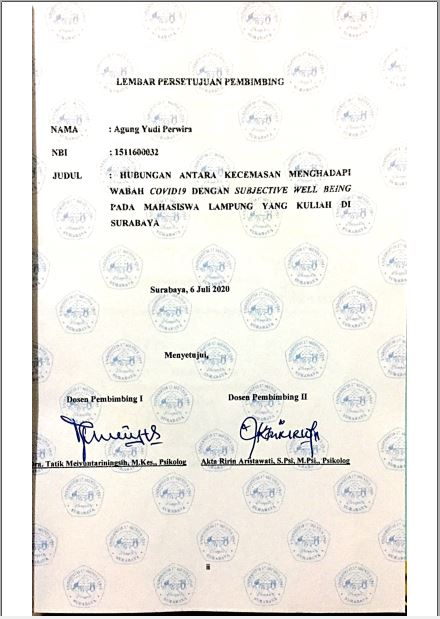 LEMBAR PERSETUJUAN PEMBIMBING
NAMA : Agung Yudi Perwira
NBI : 1511600032
JUDUL : HUBUNGAN ANTARA KECEMASAN MENGHADAPI
WABAH COVID19 DENGAN SUBJECTIVE WELL BEING
PADA MAHASISWA LAMPUNG YANG KULIAH DI
SURABAYA
Surabaya, 6 Juli 2020
Menyetujui,
Dosen Pembimbing I Dosen Pembimbing II
Dra. Tatik Meiyuntariningsih, M.Kes., Psikolog Akta Ririn Aristawati, S.Psi, M.Psi., Psikolog
ii